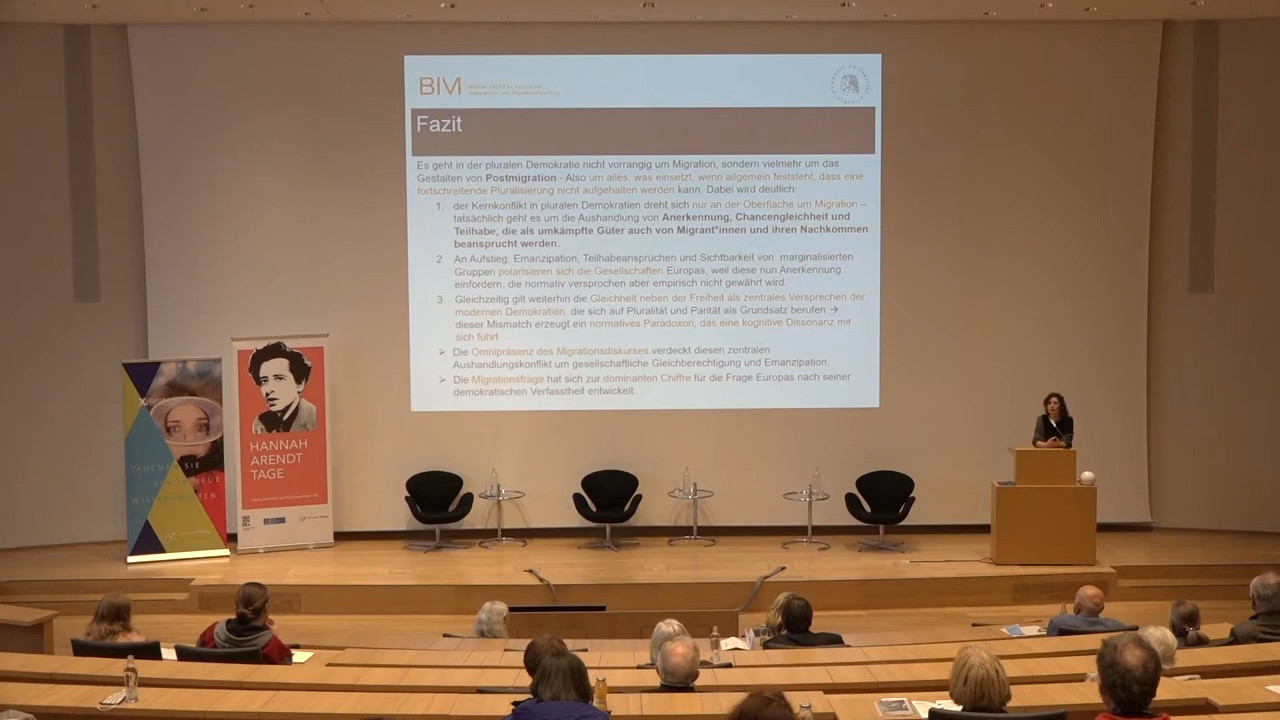 BIM
Fazit
Es geht in der pluralen Demokratie nicht vorrangig um Migration, sondern vielmehr um das
Gestalten von Postmigration - Also um alles, was einsetzt, wenn allgemein feststeht, dass eine
fortschreitende Pluralisierung nicht aufgehalten werden kann. Dabei wird deutlich:
1. der Kernkonflikt in pluralen Demokratien dreht sich nur an der Oberfläche um Migration –
tatsächlich geht es um die Aushandlung von Anerkennung, Chancengleichheit und
Teilhabe, die als umkämpfte Güter auch von Migrant*innen und ihren Nachkommen
beansprucht werden.
2. An Aufstieg, Emanzipation, Teilhabeansprüchen und Sichtbarkeit von marginalisierten
Gruppen polarisieren sich die Gesellschaften Europas, weil diese nun Anerkennung
einfordern, die normativ versprochen aber empirisch nicht gewährt wird.
3. Gleichzeitig gilt weiterhin die Gleichheit neben der Freiheit als zentrales Versprechen der
modernen Demokratien, die sich auf Pluralität und Parität als Grundsatz berufen →
dieser Mismatch erzeugt ein normatives Paradoxon, das eine kognitive Dissonanz mit
sich führt
➢ Die Omnipräsenz des Migrationsdiskurses verdeckt diesen zentralen
Aushandlungskonflikt um gesellschaftliche Gleichberechtigung und Emanzipation.
➢ Die Migrationsfrage hat sich zur dominanten Chiffre für die Frage Europas nach seiner
demokratischen Verfasstheit entwickelt.
TAUCHEN SIE
EIN IN NEUE
WISSENSWELTEN
HANNAH
ARENDT
TAGE